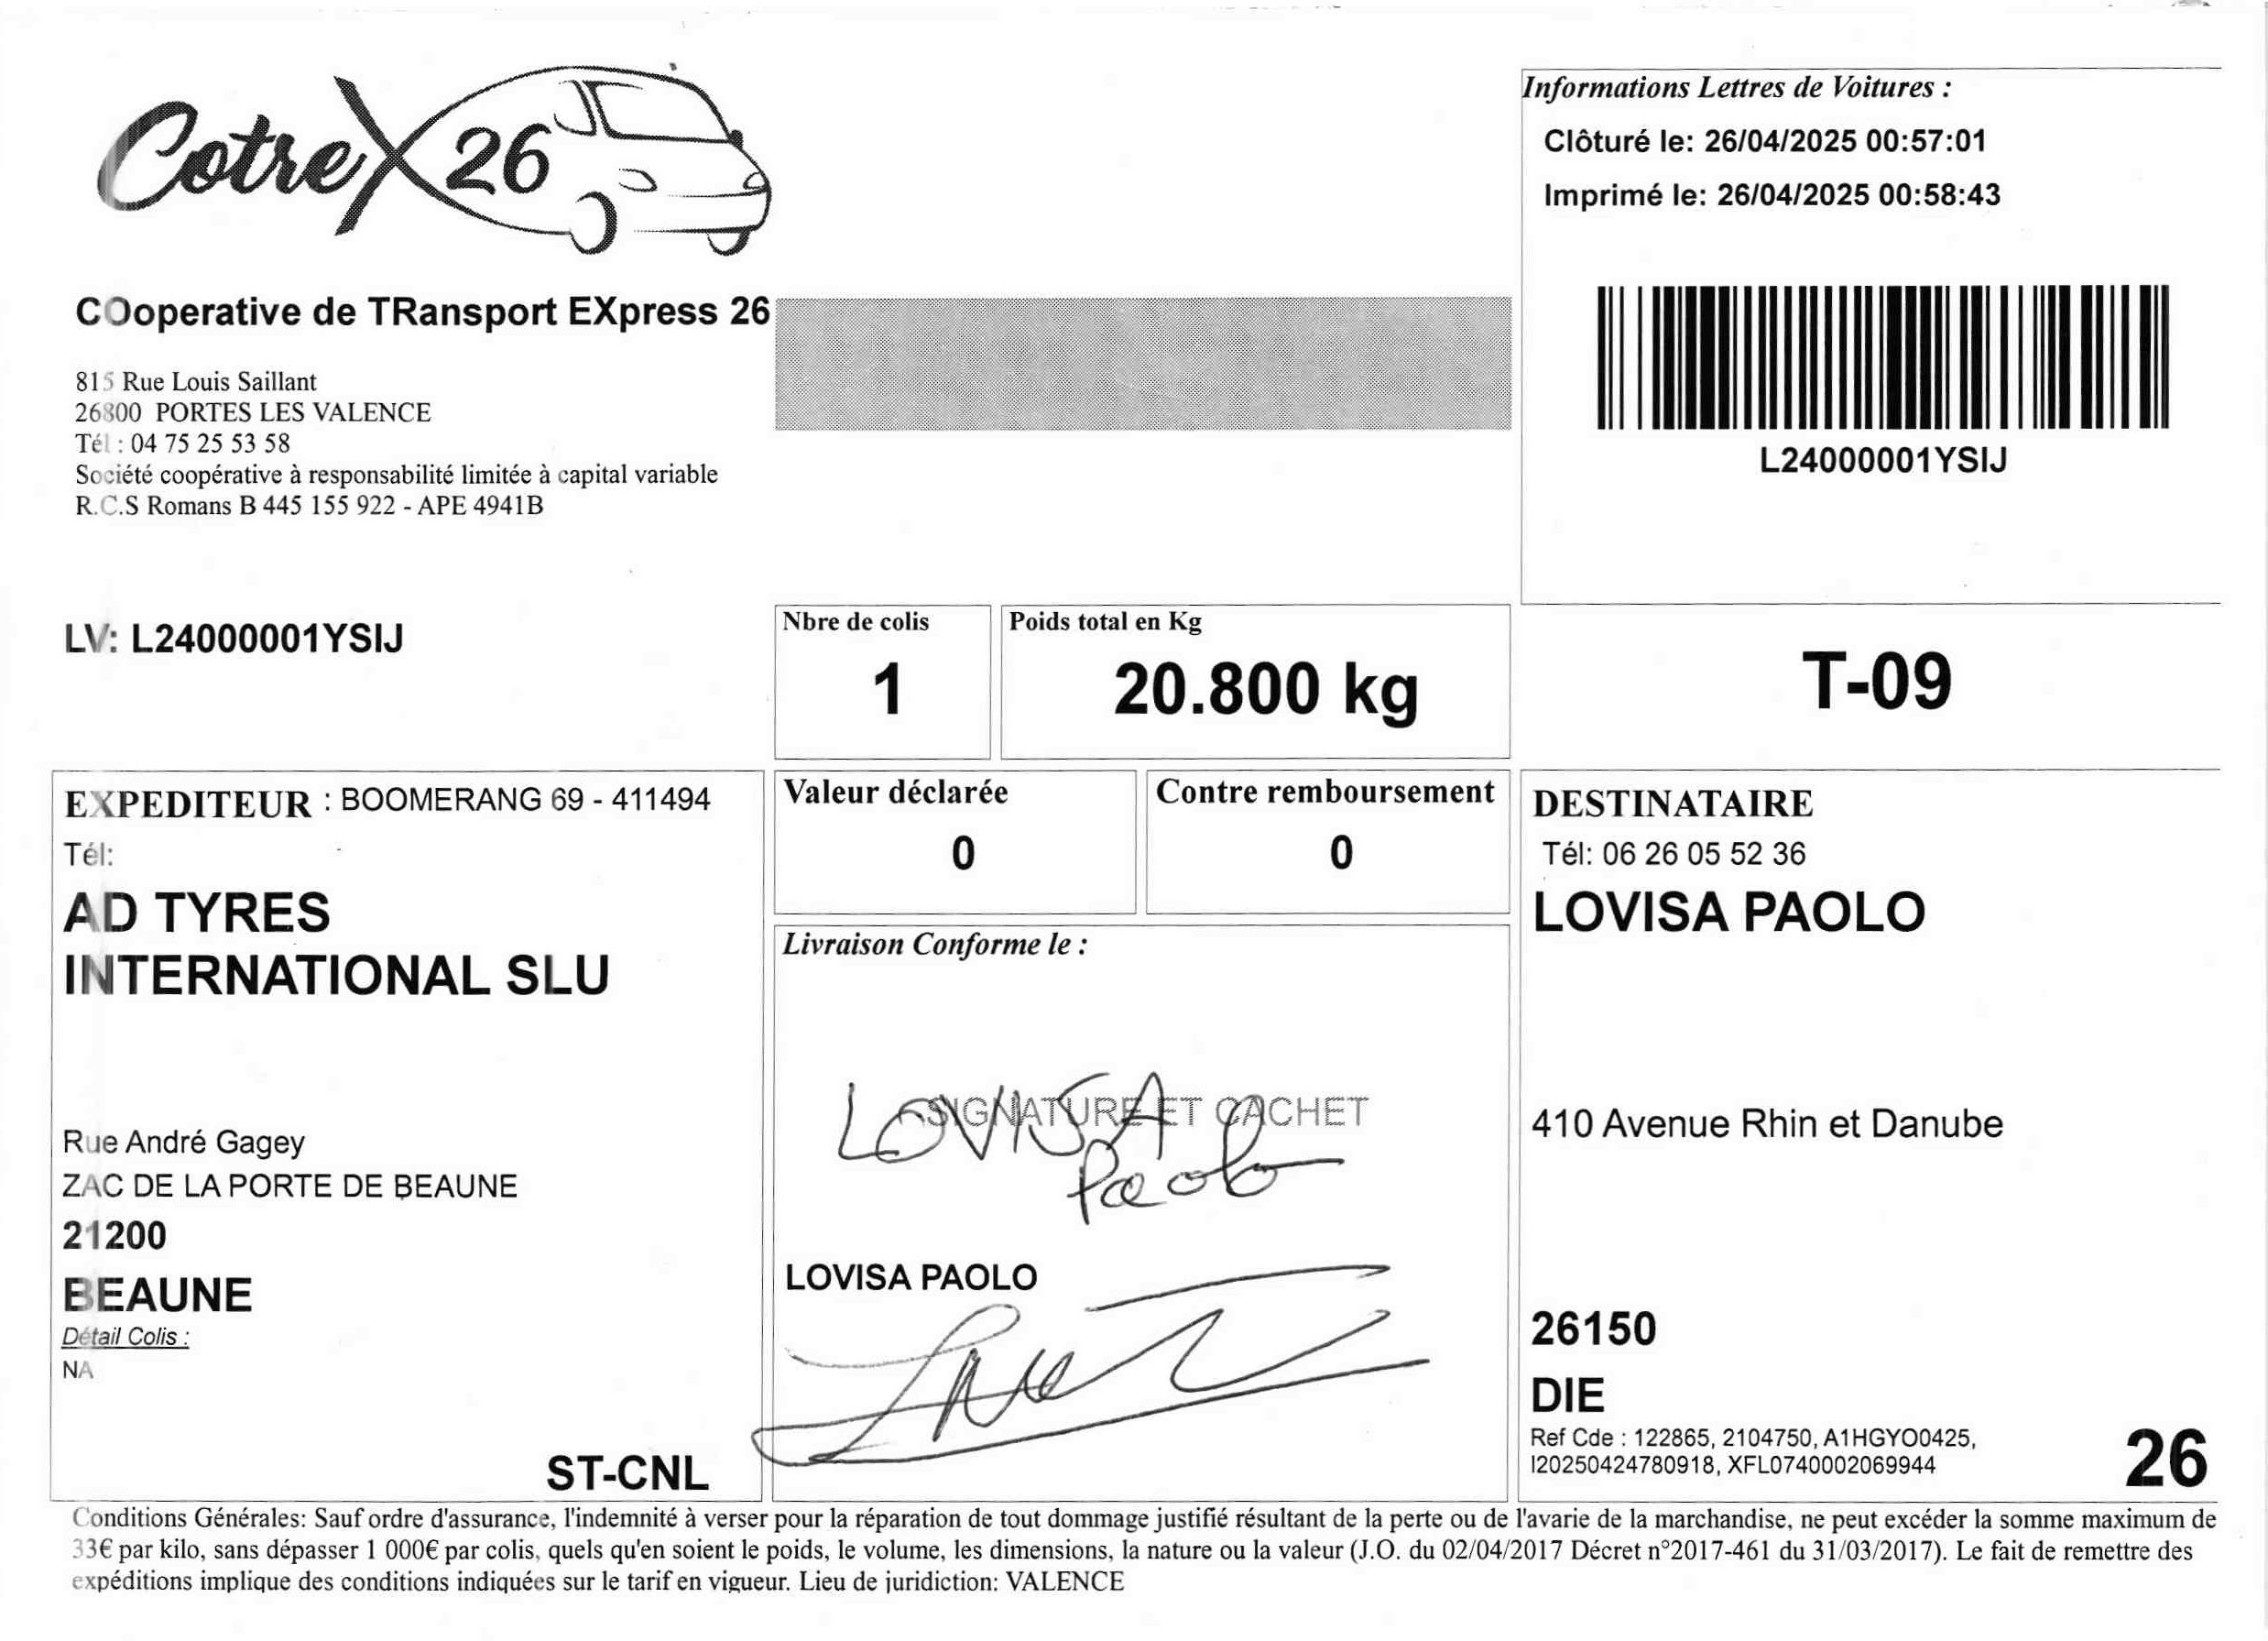 CotreX 26
COoperative de TRansport EXpress 26
815 Rue Louis Saillant
26800 PORTES LES VALENCE
Tél : 04 75 25 53 58
Société coopérative à responsabilité limitée à capital variable
R.C.S Romans B 445 155 922 - APE 4941B
Informations Lettres de Voitures :
Clôturé le: 26/04/2025 00:57:01
Imprimé le: 26/04/2025 00:58:43
L24000001YSIJ
LV: L24000001YSIJ
Nbre de colis
1
Poids total en Kg
20.800 kg
T-09
EXPEDITEUR : BOOMERANG 69 - 411494
Tél:
AD TYRES
INTERNATIONAL SLU
Rue André Gagey
ZAC DE LA PORTE DE BEAUNE
21200
BEAUNE
Détail Colis :
NA
ST-CNL
Valeur déclarée
0
Contre remboursement
0
Livraison Conforme le :
SIGNATURE ET CACHET
LOVISA
Paolo
LOVISA PAOLO
DESTINATAIRE
Tél: 06 26 05 52 36
LOVISA PAOLO
410 Avenue Rhin et Danube
26150
DIE
Ref Cde : 122865, 2104750, A1HGYO0425,
I20250424780918, XFL0740002069944
26
Conditions Générales: Sauf ordre d'assurance, l'indemnité à verser pour la réparation de tout dommage justifié résultant de la perte ou de l'avarie de la marchandise, ne peut excéder la somme maximum de
33€ par kilo, sans dépasser 1 000€ par colis, quels qu'en soient le poids, le volume, les dimensions, la nature ou la valeur (J.O. du 02/04/2017 Décret n°2017-461 du 31/03/2017). Le fait de remettre des
expéditions implique des conditions indiquées sur le tarif en vigueur. Lieu de juridiction: VALENCE